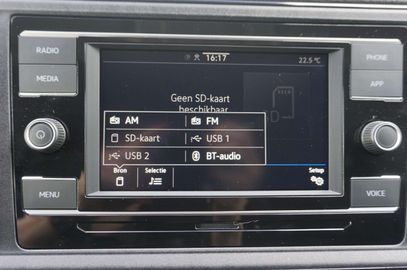 RADIO
MEDIA
MENU
16:17
22.5 °C
Geen SD-kaart
beschikbaar
SD
AM
FM
SD-kaart
USB 1
USB 2
BT-audio
Bron
Selectie
Setup
PHONE
APP
VOICE